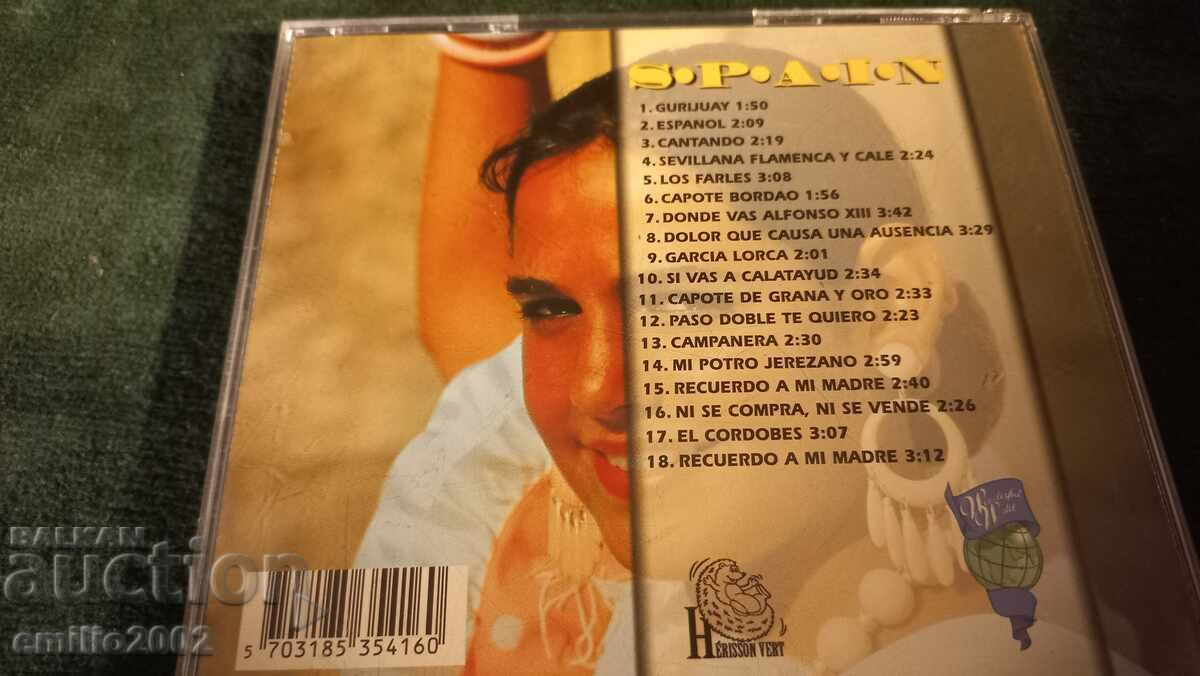 S·P·A·I·N
1. GURIJUAY 1:50
2. ESPANOL 2:09
3. CANTANDO 2:19
4. SEVILLANA FLAMENCA Y CALE 2:24
5. LOS FARLES 3:08
6. CAPOTE BORDAO 1:56
7. DONDE VAS ALFONSO XIII 3:42
8. DOLOR QUE CAUSA UNA AUSENCIA 3:29
9. GARCIA LORCA 2:01
10. SI VAS A CALATAYUD 2:34
11. CAPOTE DE GRANA Y ORO 2:33
12. PASO DOBLE TE QUIERO 2:23
13. CAMPANERA 2:30
14. MI POTRO JEREZANO 2:59
15. RECUERDO A MI MADRE 2:40
16. NI SE COMPRA, NI SE VENDE 2:26
17. EL CORDOBES 3:07
18. RECUERDO A MI MADRE 3:12
HÉRISSON VERT
5 703185 354160
BALKAN
auction
emilio2002